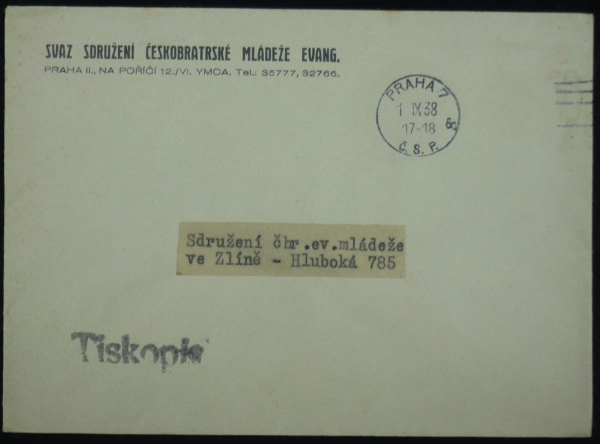 SVAZ SDRUŽENÍ ČESKOBRATRSKÉ MLÁDEŽE EVANG.
PRAHA II., NA POŘÍČÍ 12./VI. YMCA. Tel.: 35777, 32766.
PRAHA 7
1 IX 38
17-18
Č. S. P.
Sdružení čbr.ev.mládeže
ve Zlíně - Hluboká 785
Tiskopis